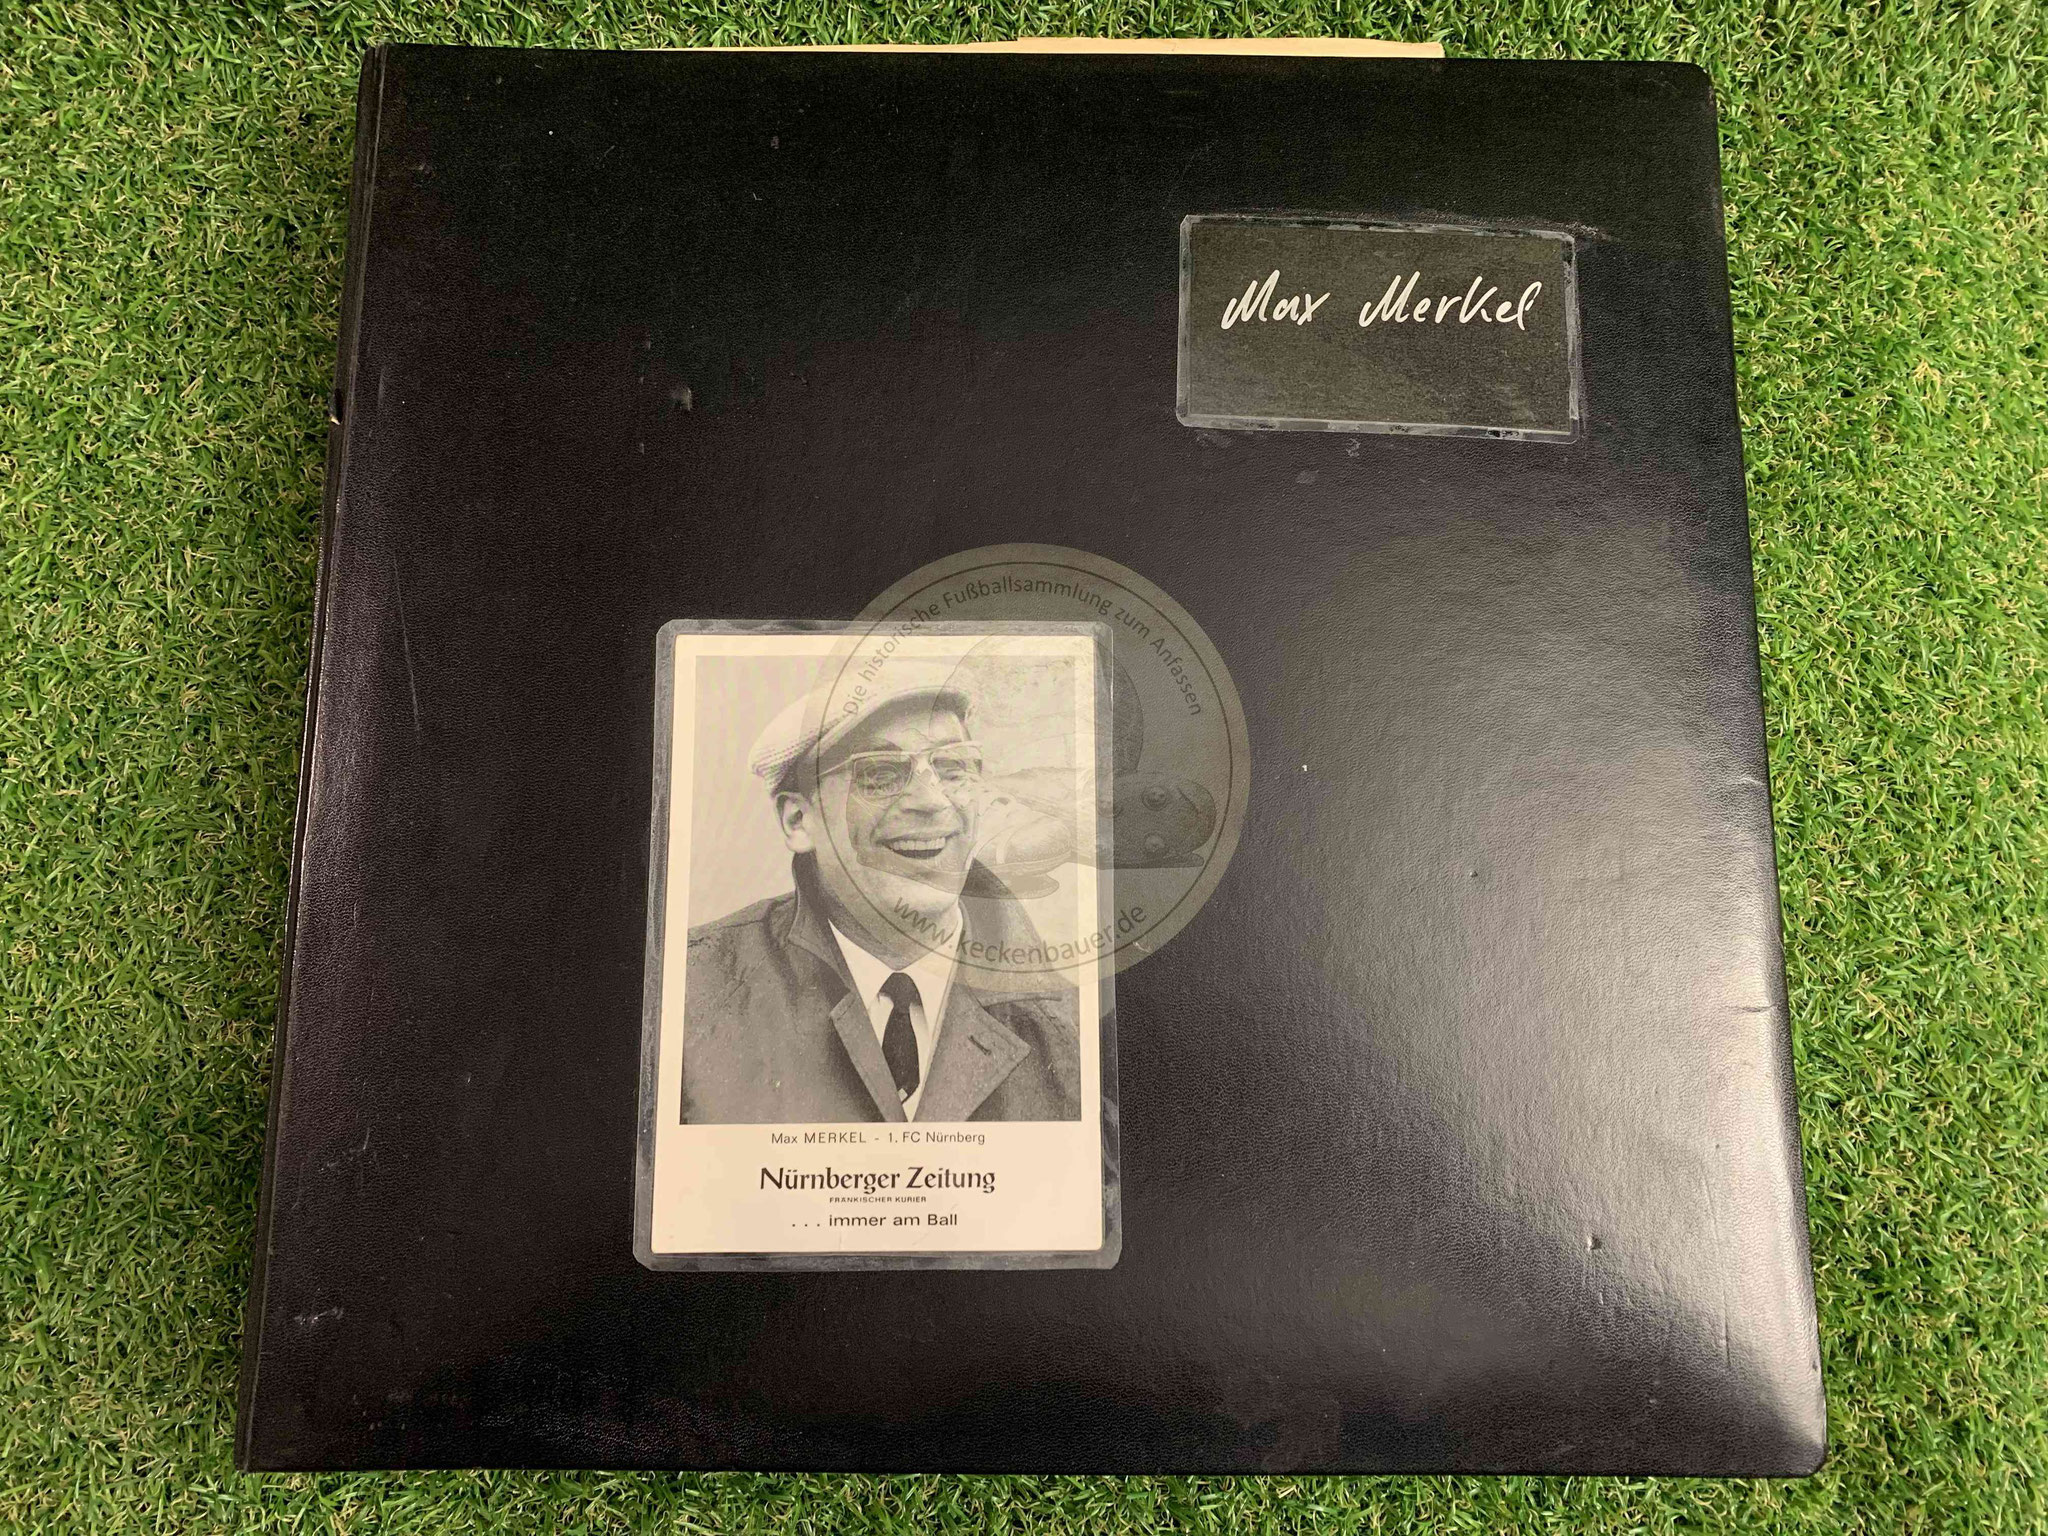 Max Merkel
Die historische Fußballsammlung zum Anfassen
www.keckenbauer.de
Max MERKEL - 1. FC Nürnberg
Nürnberger Zeitung
FRÄNKISCHER KURIER
. . . immer am Ball